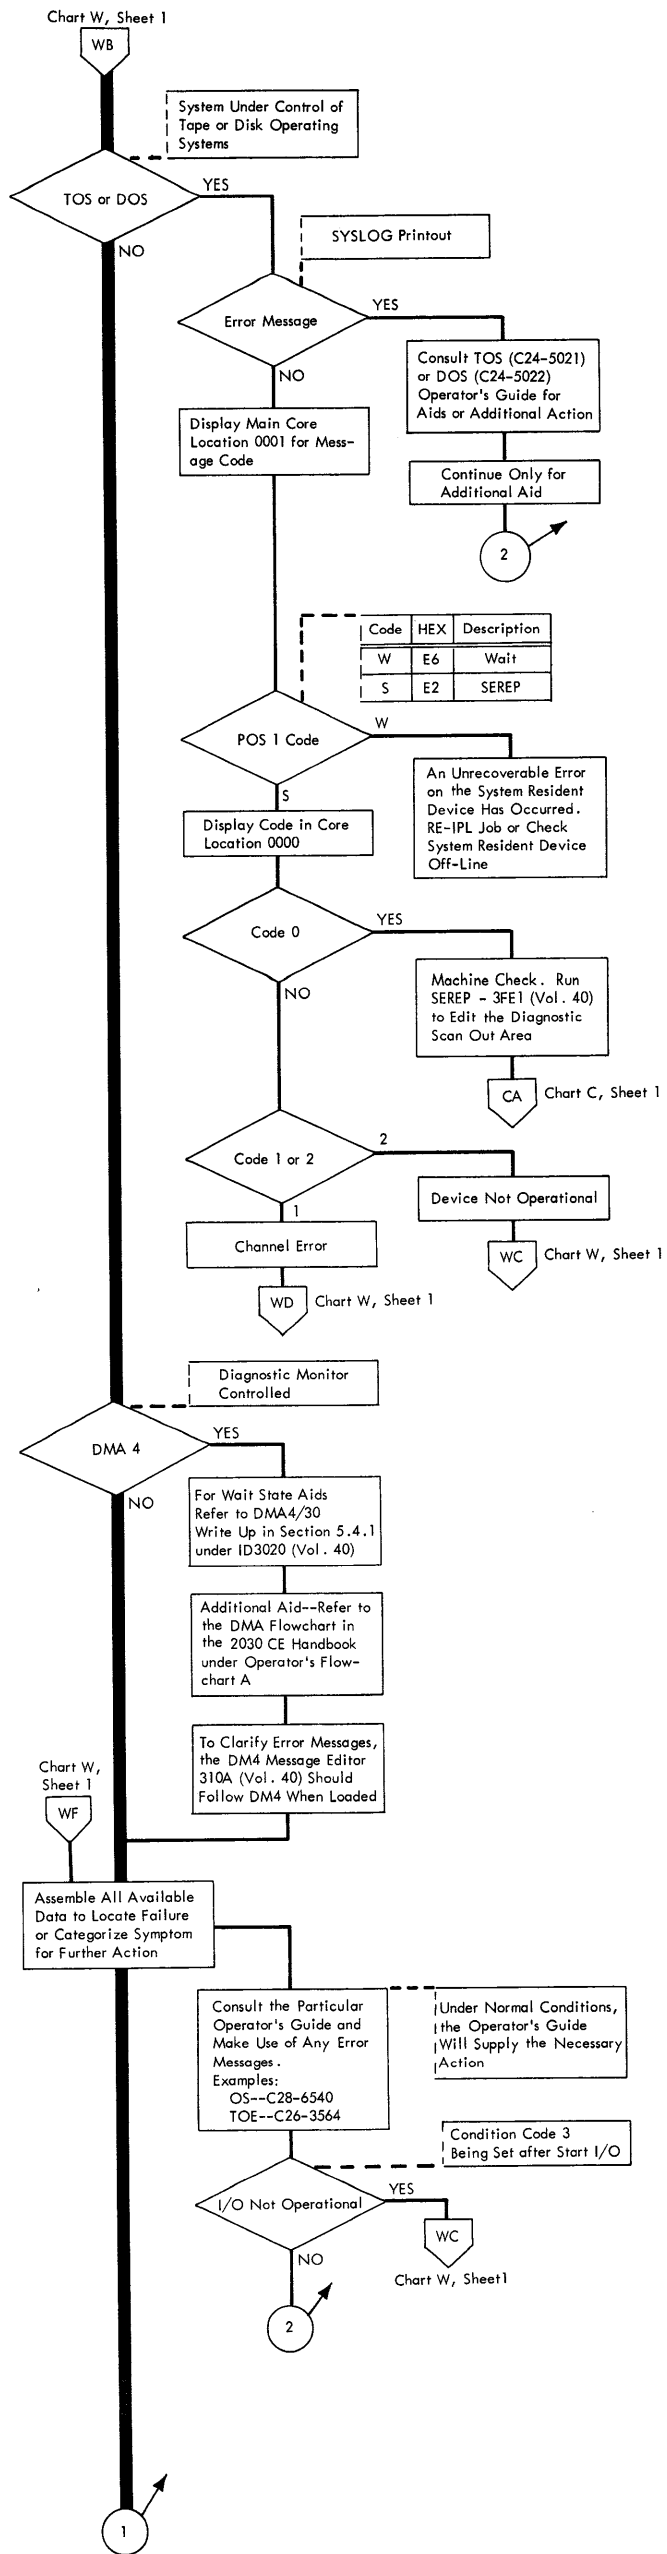 Chart W, Sheet 1
WB
System Under Control of
Tape or Disk Operating
Systems
TOS or DOS
YES
NO
SYSLOG Printout
Error Message
YES
NO
Consult TOS (C24-5021)
or DOS (C24-5022)
Operator's Guide for
Aids or Additional Action
Display Main Core
Location 0001 for Mess-
age Code
Continue Only for
Additional Aid
2
Code HEX Description
W E6 Wait
S E2 SEREP
POS 1 Code
W
S
An Unrecoverable Error
on the System Resident
Device Has Occurred.
RE-IPL Job or Check
System Resident Device
Off-Line
Display Code in Core
Location 0000
Code 0
YES
NO
Machine Check. Run
SEREP - 3FE1 (Vol. 40)
to Edit the Diagnostic
Scan Out Area
CA
Chart C, Sheet 1
Code 1 or 2
2
1
Device Not Operational
Channel Error
WC
Chart W, Sheet 1
WD
Chart W, Sheet 1
Diagnostic Monitor
Controlled
DMA 4
YES
NO
For Wait State Aids
Refer to DMA4/30
Write Up in Section 5.4.1
under ID3020 (Vol. 40)
Additional Aid--Refer to
the DMA Flowchart in
the 2030 CE Handbook
under Operator's Flow-
chart A
To Clarify Error Messages,
the DM4 Message Editor
310A (Vol. 40) Should
Follow DM4 When Loaded
Chart W,
Sheet 1
WF
Assemble All Available
Data to Locate Failure
or Categorize Symptom
for Further Action
Consult the Particular
Operator's Guide and
Make Use of Any Error
Messages.
Examples:
OS--C28-6540
TOE--C26-3564
Under Normal Conditions,
the Operator's Guide
Will Supply the Necessary
Action
Condition Code 3
Being Set after Start I/O
I/O Not Operational
YES
NO
WC
Chart W, Sheet1
2
1